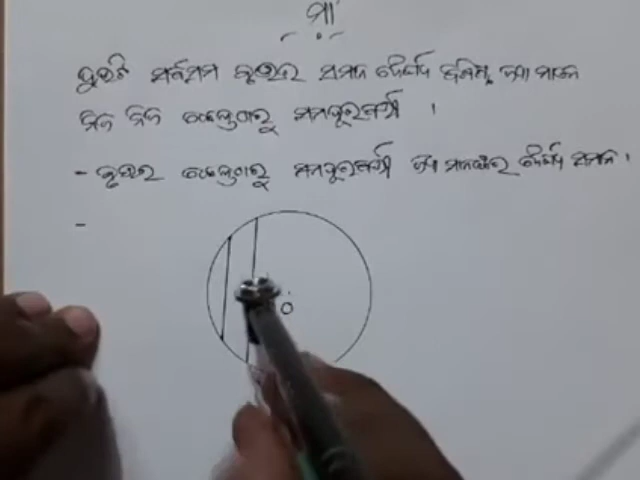 ମା
ଦୁଇଟି ସର୍ବସମ ବୃତ୍ତର ସମାନ ଦୈର୍ଘ୍ୟ ବିଶିଷ୍ଟ ଜ୍ୟା ମାନେ
ନିଜ ନିଜ କେନ୍ଦ୍ରଠାରୁ ସମଦୂରବର୍ତ୍ତୀ ।
- ବୃତ୍ତର କେନ୍ଦ୍ରଠାରୁ ସମଦୂରବର୍ତ୍ତୀ ଜ୍ୟା ମାନଙ୍କର ଦୈର୍ଘ୍ୟ ସମାନ ।
-
O